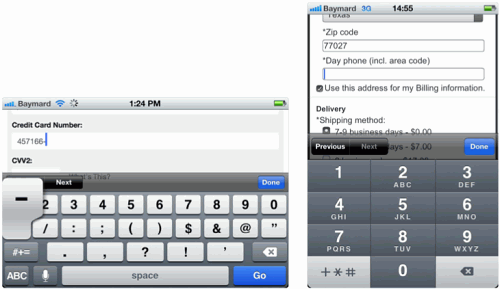 Baymard 1:24 PM
Credit Card Number:
457166-
CVV2:
What's This?
Next Done
- 2 3 4 5 6 7 8 9 0
/ : ; ( ) $ & @ "
#+= . , ? ! '
ABC space Go
Baymard 3G 14:55
Texas
*Zip code
77027
*Day phone (incl. area code)
Use this address for my Billing information.
Delivery
*Shipping method:
7-9 business days - $0.00
days - $7.00
Previous Next Done
1 2 3
ABC DEF
4 5 6
GHI JKL MNO
7 8 9
PQRS TUV WXYZ
+*# 0